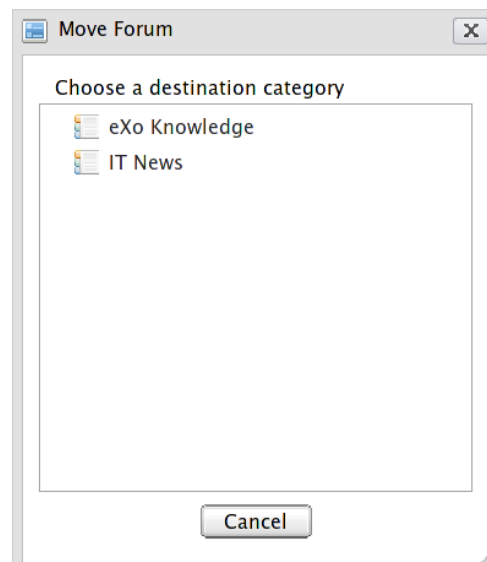 Move Forum
Choose a destination category
eXo Knowledge
IT News
Cancel